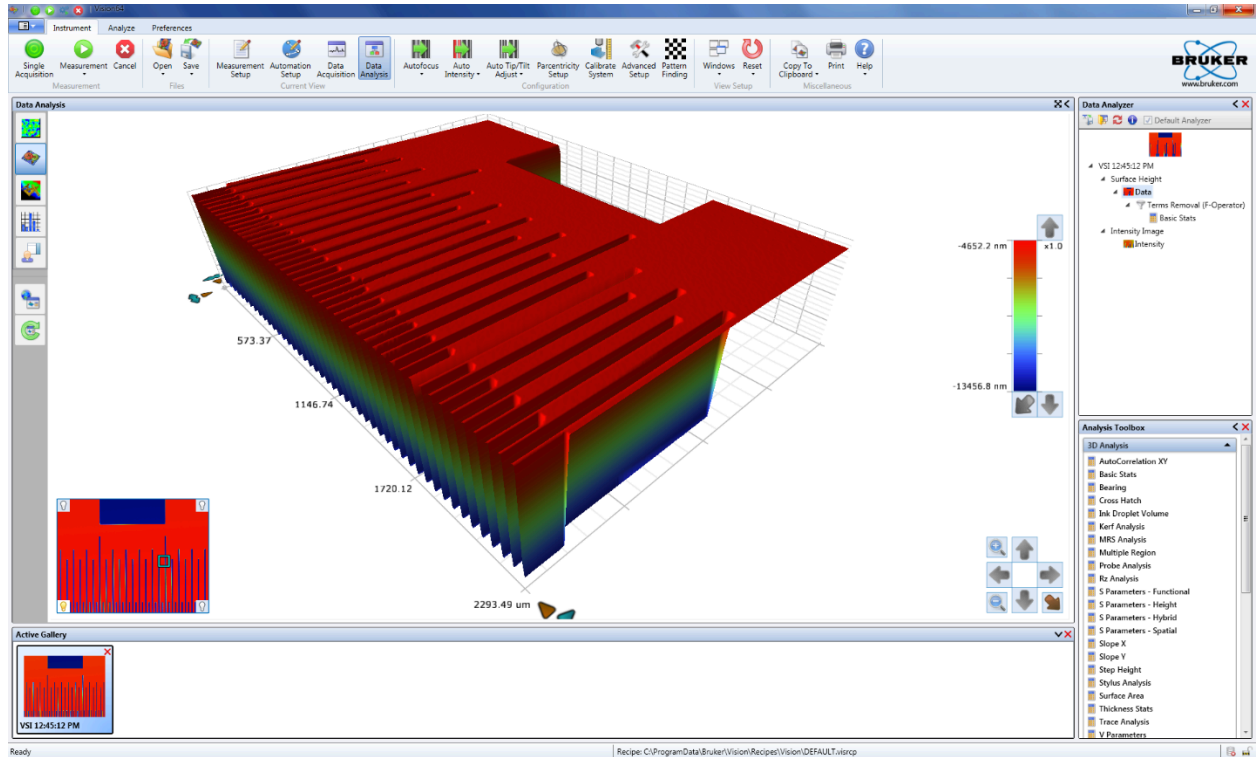 Vision64
Instrument Analyze Preferences
Single Acquisition
Measurement
Cancel
Open
Save
Measurement Setup
Automation Setup
Data Acquisition
Data Analysis
Autofocus
Auto Intensity
Auto Tip/Tilt Adjust
Parcentricity Setup
Calibrate System
Advanced Setup
Pattern Finding
Windows
Reset
Copy To Clipboard
Print
Help
Measurement
Files
Current View
Configuration
View Setup
Miscellaneous
BRUKER
www.bruker.com
Data Analysis
573.37
1146.74
1720.12
2293.49 um
-4652.2 nm
x1.0
-13456.8 nm
Data Analyzer
Default Analyzer
VSI 12:45:12 PM
Surface Height
Data
Terms Removal (F-Operator)
Basic Stats
Intensity Image
Intensity
Analysis Toolbox
3D Analysis
AutoCorrelation XY
Basic Stats
Bearing
Cross Hatch
Ink Droplet Volume
Kerf Analysis
MRS Analysis
Multiple Region
Probe Analysis
Rz Analysis
S Parameters - Functional
S Parameters - Height
S Parameters - Hybrid
S Parameters - Spatial
Slope X
Slope Y
Step Height
Stylus Analysis
Surface Area
Thickness Stats
Trace Analysis
V Parameters
Active Gallery
VSI 12:45:12 PM
Ready
Recipe: C:\ProgramData\Bruker\Vision\Recipes\Vision\DEFAULT.visrcp